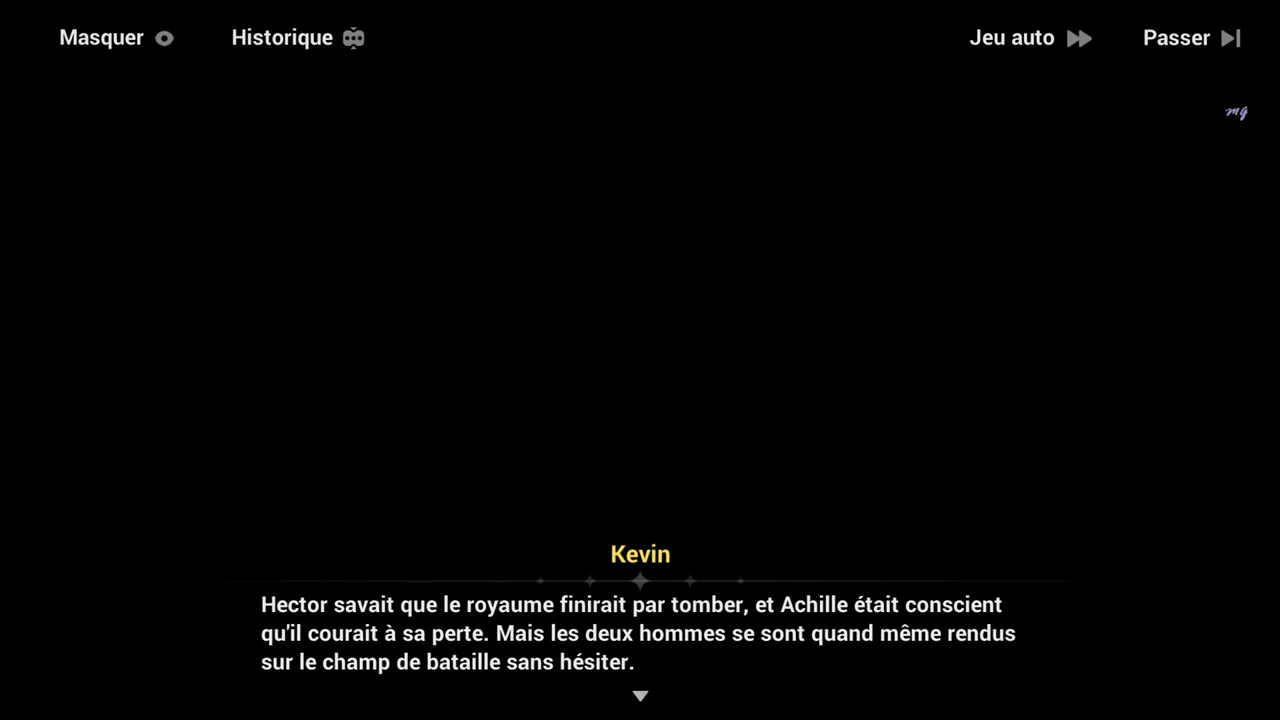 Masquer
Historique
Jeu auto
Passer
mg
Kevin
Hector savait que le royaume finirait par tomber, et Achille était conscient
qu'il courait à sa perte. Mais les deux hommes se sont quand même rendus
sur le champ de bataille sans hésiter.